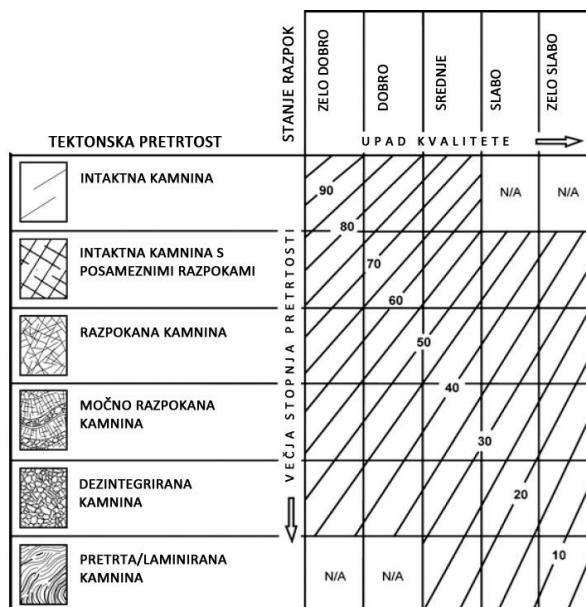 STANJE RAZPOK
ZELO DOBRO
DOBRO
SREDNJE
SLABO
ZELO SLABO
TEKTONSKA PRETRTOST
UPAD KVALITETE
VEČJA STOPNJA PRETRTOSTI
INTAKTNA KAMNINA
90
N/A
N/A
80
INTAKTNA KAMNINA S
POSAMEZNIMI RAZPOKAMI
70
60
RAZPOKANA KAMNINA
50
40
MOČNO RAZPOKANA
KAMNINA
30
DEZINTEGRIRANA
KAMNINA
20
PRETRTA/LAMINIRANA
KAMNINA
N/A
N/A
10